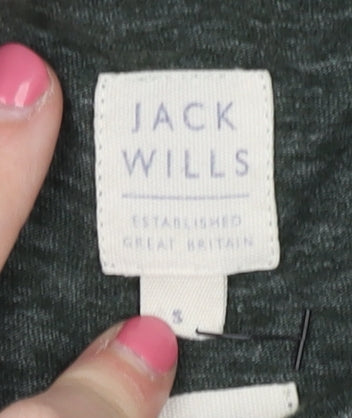 JACK
WILLS
ESTABLISHED
GREAT BRITAIN
S